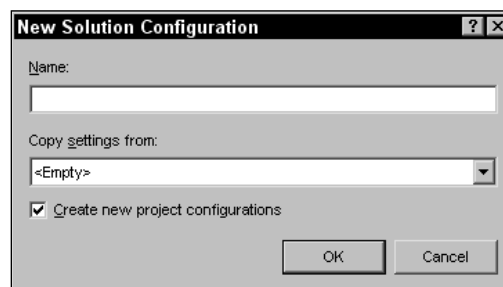 New Solution Configuration ? X
Name:
Copy settings from:
<Empty>
Create new project configurations
OK Cancel